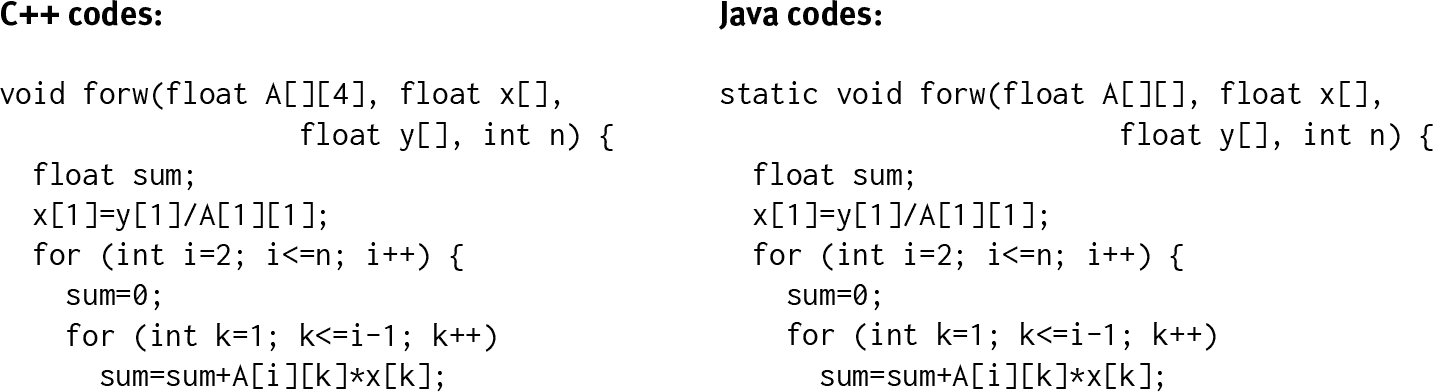 C++ codes:
void forw(float A[][4], float x[],
float y[], int n) {
float sum;
x[1]=y[1]/A[1][1];
for (int i=2; i<=n; i++) {
sum=0;
for (int k=1; k<=i-1; k++)
sum=sum+A[i][k]*x[k];
Java codes:
static void forw(float A[][], float x[],
float y[], int n) {
float sum;
x[1]=y[1]/A[1][1];
for (int i=2; i<=n; i++) {
sum=0;
for (int k=1; k<=i-1; k++)
sum=sum+A[i][k]*x[k];